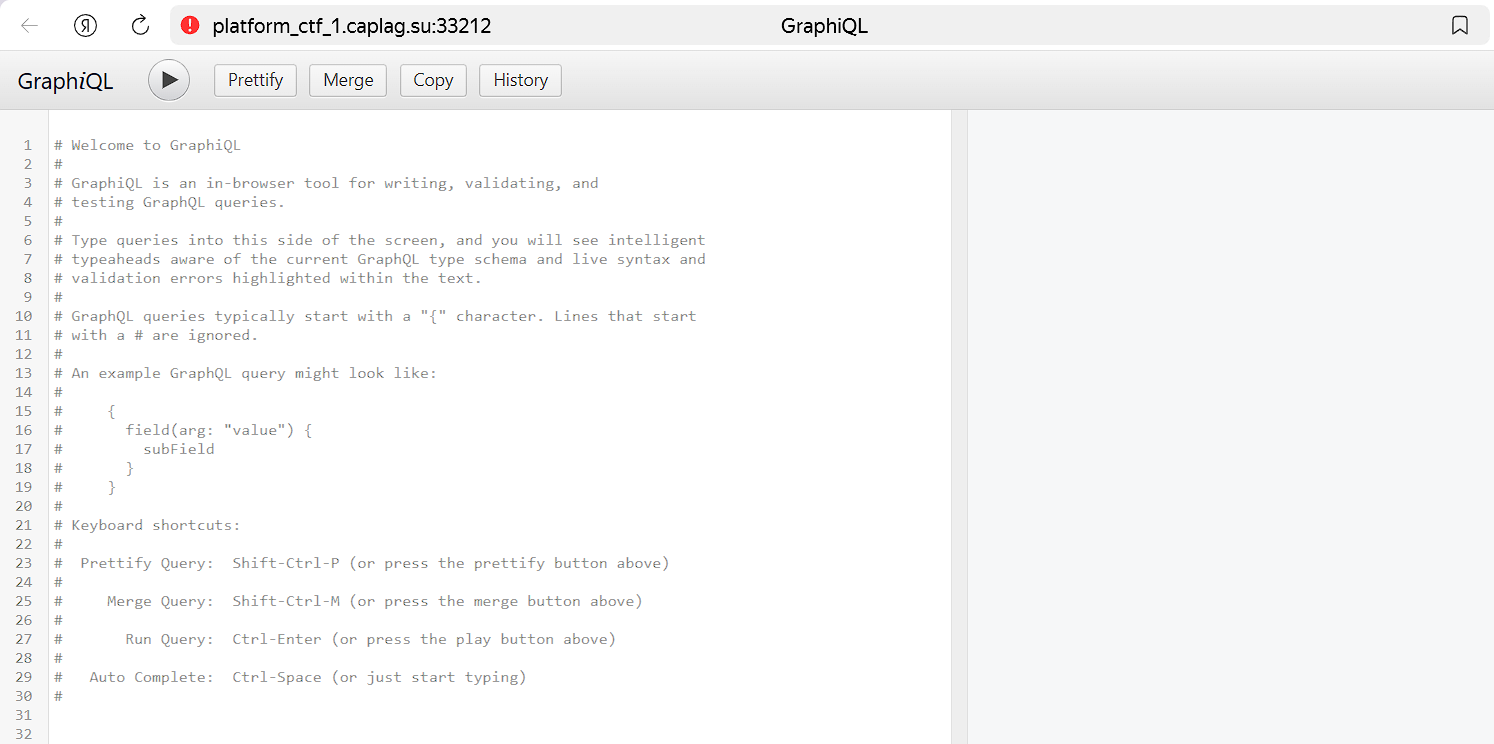 Я
platform_ctf_1.caplag.su:33212 GraphiQL
GraphiQL Prettify Merge Copy History
1 # Welcome to GraphiQL
2 #
3 # GraphiQL is an in-browser tool for writing, validating, and
4 # testing GraphQL queries.
5 #
6 # Type queries into this side of the screen, and you will see intelligent
7 # typeaheads aware of the current GraphQL type schema and live syntax and
8 # validation errors highlighted within the text.
9 #
10 # GraphQL queries typically start with a "{" character. Lines that start
11 # with a # are ignored.
12 #
13 # An example GraphQL query might look like:
14 #
15 #     {
16 #       field(arg: "value") {
17 #         subField
18 #       }
19 #     }
20 #
21 # Keyboard shortcuts:
22 #
23 #  Prettify Query:  Shift-Ctrl-P (or press the prettify button above)
24 #
25 #     Merge Query:  Shift-Ctrl-M (or press the merge button above)
26 #
27 #       Run Query:  Ctrl-Enter (or press the play button above)
28 #
29 #   Auto Complete:  Ctrl-Space (or just start typing)
30 #
31
32